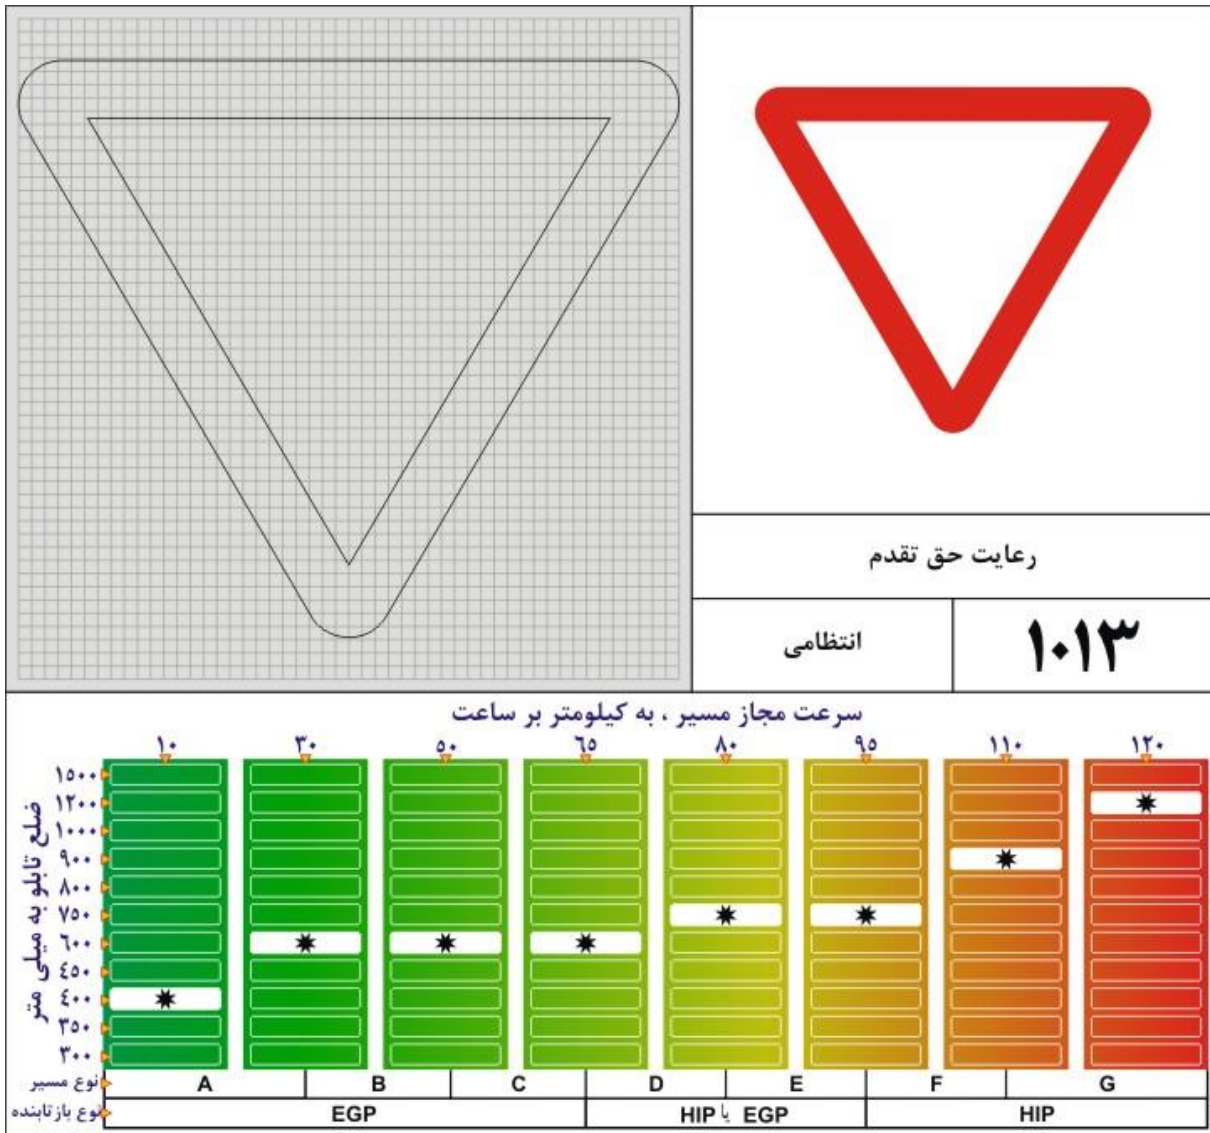 رعایت حق تقدم
۱۰۱۳
انتظامی
سرعت مجاز مسیر ، به کیلومتر بر ساعت
۱۰ ۳۰ ۵۰ ۶۵ ۸۰ ۹۵ ۱۱۰ ۱۲۰
ضلع تابلو به میلی متر
۱۵۰۰
۱۲۰۰
۱۰۰۰
۹۰۰
۸۰۰
۷۵۰
۶۰۰
٤۵۰
٤۰۰
۳۵۰
۳۰۰
نوع مسیر A B C D E F G
نوع بازتابنده EGP HIP یا EGP HIP